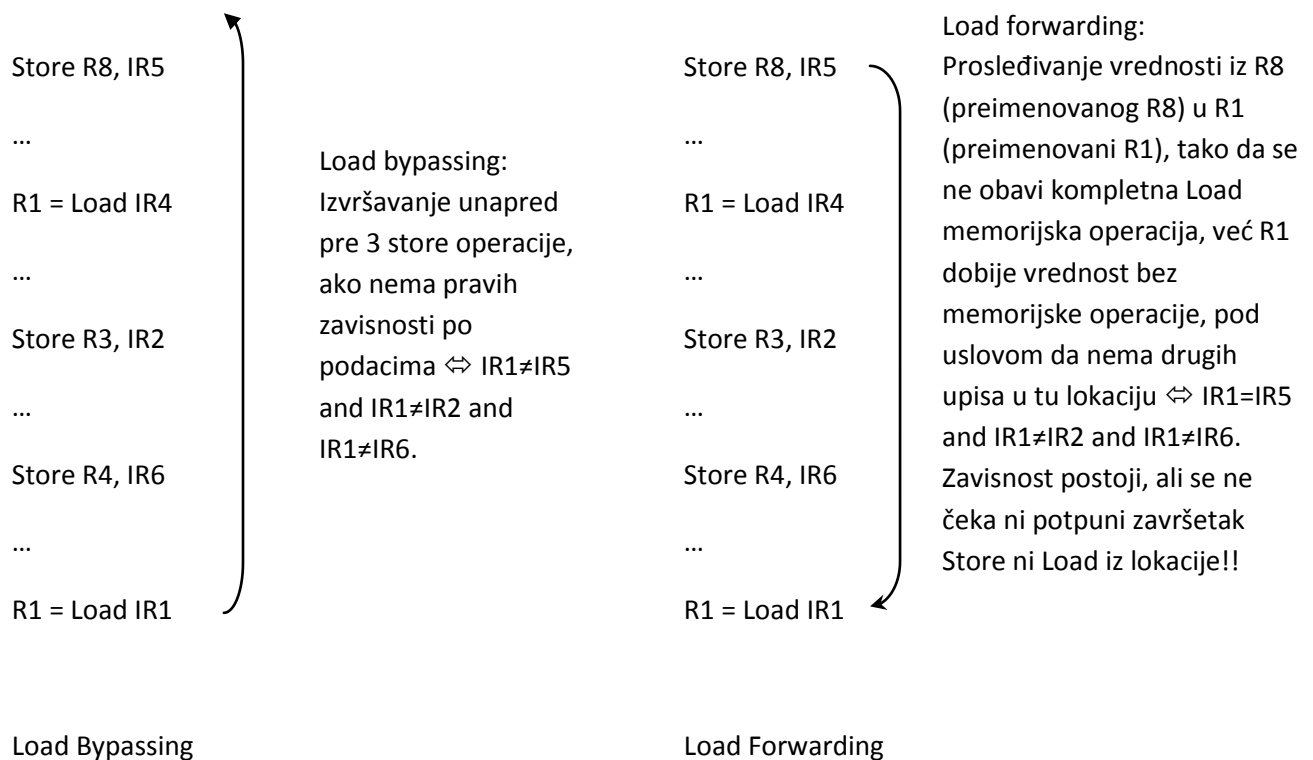 Store R8, IR5
…
R1 = Load IR4
…
Store R3, IR2
…
Store R4, IR6
…
R1 = Load IR1
Load bypassing:
Izvršavanje unapred
pre 3 store operacije,
ako nema pravih
zavisnosti po
podacima ⬄ IR1≠IR5
and IR1≠IR2 and
IR1≠IR6.
Load Bypassing
Store R8, IR5
…
R1 = Load IR4
…
Store R3, IR2
…
Store R4, IR6
…
R1 = Load IR1
Load forwarding:
Prosleđivanje vrednosti iz R8
(preimenovanog R8) u R1
(preimenovani R1), tako da se
ne obavi kompletna Load
memorijska operacija, već R1
dobije vrednost bez
memorijske operacije, pod
uslovom da nema drugih
upisa u tu lokaciju ⬄ IR1=IR5
and IR1≠IR2 and IR1≠IR6.
Zavisnost postoji, ali se ne
čeka ni potpuni završetak
Store ni Load iz lokacije!!
Load Forwarding